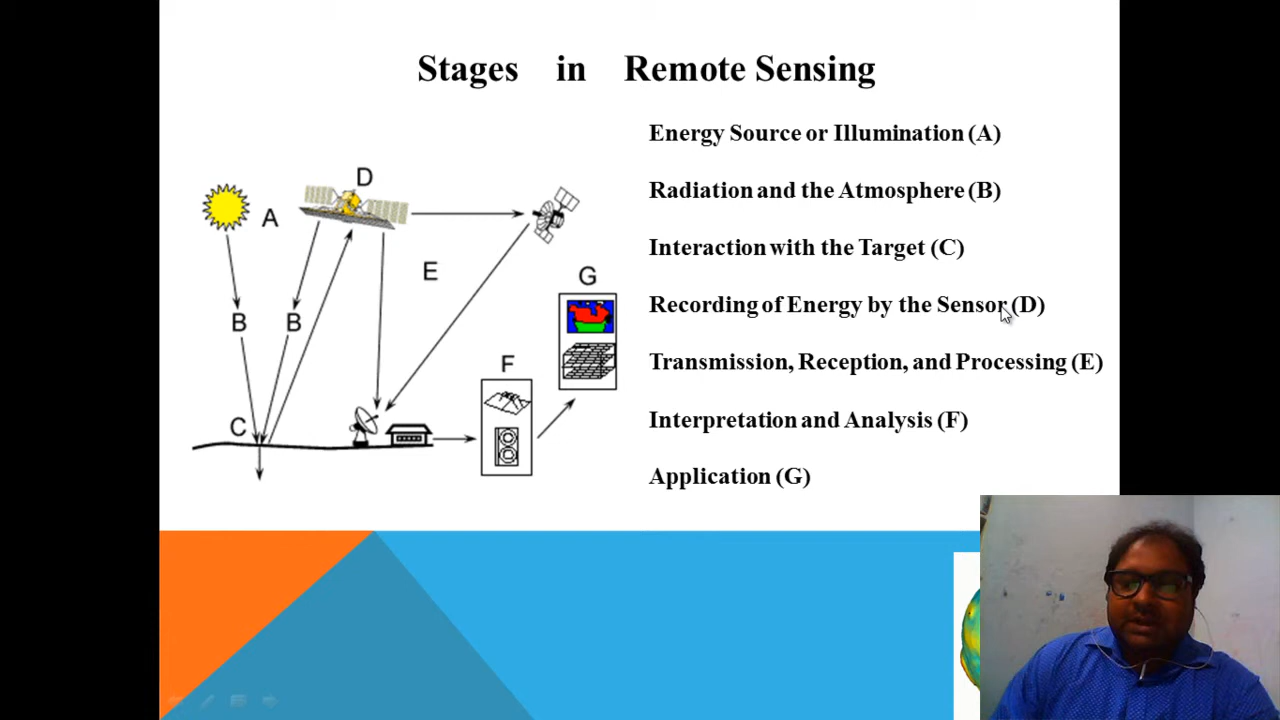 Stages in Remote Sensing
Energy Source or Illumination (A)
Radiation and the Atmosphere (B)
Interaction with the Target (C)
Recording of Energy by the Sensor (D)
Transmission, Reception, and Processing (E)
Interpretation and Analysis (F)
Application (G)
D
A
E
G
B
B
F
C